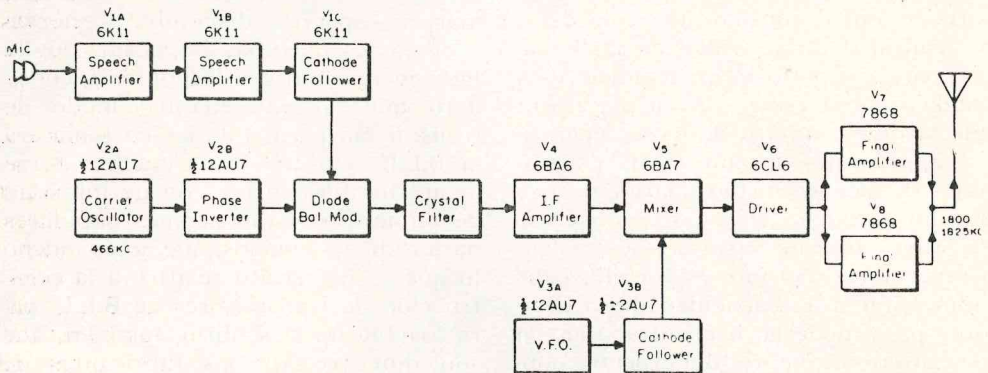 V1A
6K11
V1B
6K11
V1C
6K11
Mic
Speech
Amplifier
Speech
Amplifier
Cathode
Follower
V2A
½12AU7
V2B
½12AU7
V4
6BA6
V5
6BA7
V6
6CL6
V7
7868
Final
Amplifier
Carrier
Oscillator
Phase
Inverter
Diode
Bal. Mod.
Crystal
Filter
I.F
Amplifier
Mixer
Driver
466KC
V8
7868
Final
Amplifier
1800
1825KC
V3A
½12AU7
V3B
½12AU7
V.F.O.
Cathode
Follower